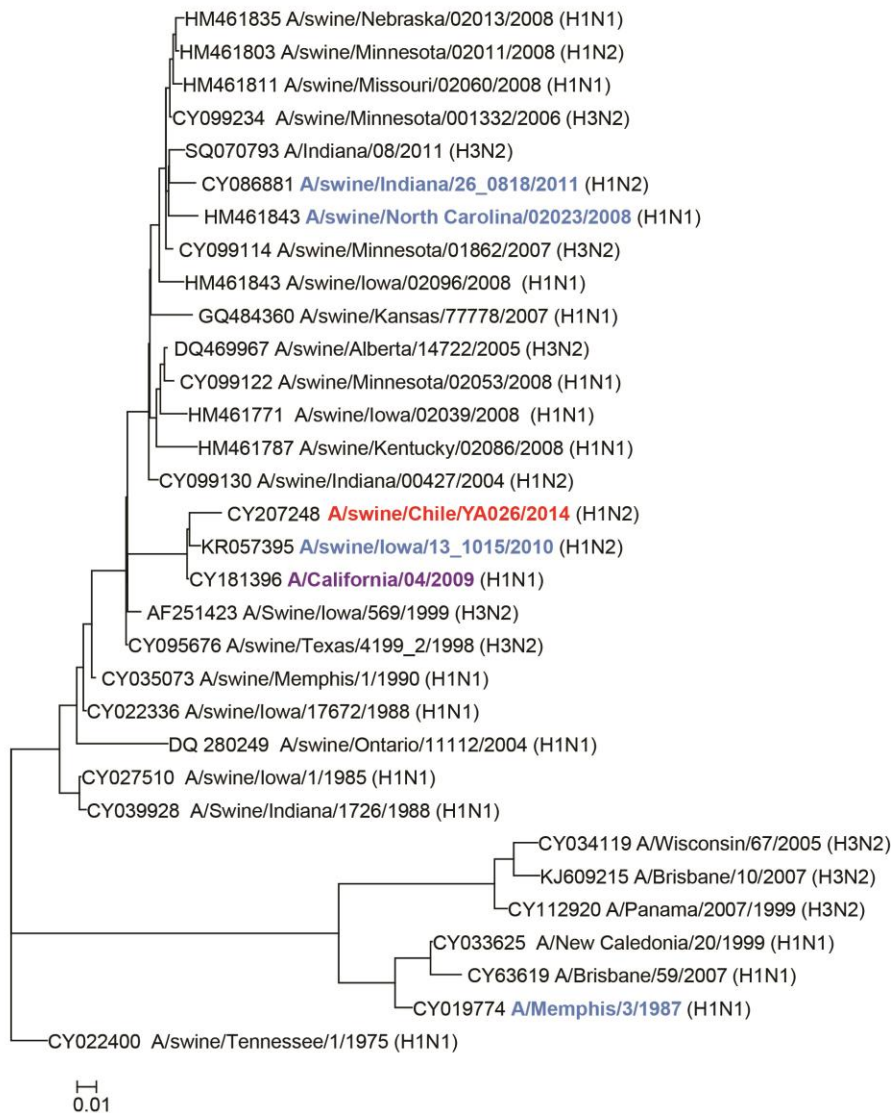 HM461835 A/swine/Nebraska/02013/2008 (H1N1)
HM461803 A/swine/Minnesota/02011/2008 (H1N2)
HM461811 A/swine/Missouri/02060/2008 (H1N1)
CY099234 A/swine/Minnesota/001332/2006 (H3N2)
SQ070793 A/Indiana/08/2011 (H3N2)
CY086881 A/swine/Indiana/26_0818/2011 (H1N2)
HM461843 A/swine/North Carolina/02023/2008 (H1N1)
CY099114 A/swine/Minnesota/01862/2007 (H3N2)
HM461843 A/swine/Iowa/02096/2008 (H1N1)
GQ484360 A/swine/Kansas/77778/2007 (H1N1)
DQ469967 A/swine/Alberta/14722/2005 (H3N2)
CY099122 A/swine/Minnesota/02053/2008 (H1N1)
HM461771 A/swine/Iowa/02039/2008 (H1N1)
HM461787 A/swine/Kentucky/02086/2008 (H1N1)
CY099130 A/swine/Indiana/00427/2004 (H1N2)
CY207248 A/swine/Chile/YA026/2014 (H1N2)
KR057395 A/swine/Iowa/13_1015/2010 (H1N2)
CY181396 A/California/04/2009 (H1N1)
AF251423 A/Swine/Iowa/569/1999 (H3N2)
CY095676 A/swine/Texas/4199_2/1998 (H3N2)
CY035073 A/swine/Memphis/1/1990 (H1N1)
CY022336 A/swine/Iowa/17672/1988 (H1N1)
DQ 280249 A/swine/Ontario/11112/2004 (H1N1)
CY027510 A/swine/Iowa/1/1985 (H1N1)
CY039928 A/Swine/Indiana/1726/1988 (H1N1)
CY034119 A/Wisconsin/67/2005 (H3N2)
KJ609215 A/Brisbane/10/2007 (H3N2)
CY112920 A/Panama/2007/1999 (H3N2)
CY033625 A/New Caledonia/20/1999 (H1N1)
CY63619 A/Brisbane/59/2007 (H1N1)
CY019774 A/Memphis/3/1987 (H1N1)
CY022400 A/swine/Tennessee/1/1975 (H1N1)
0.01